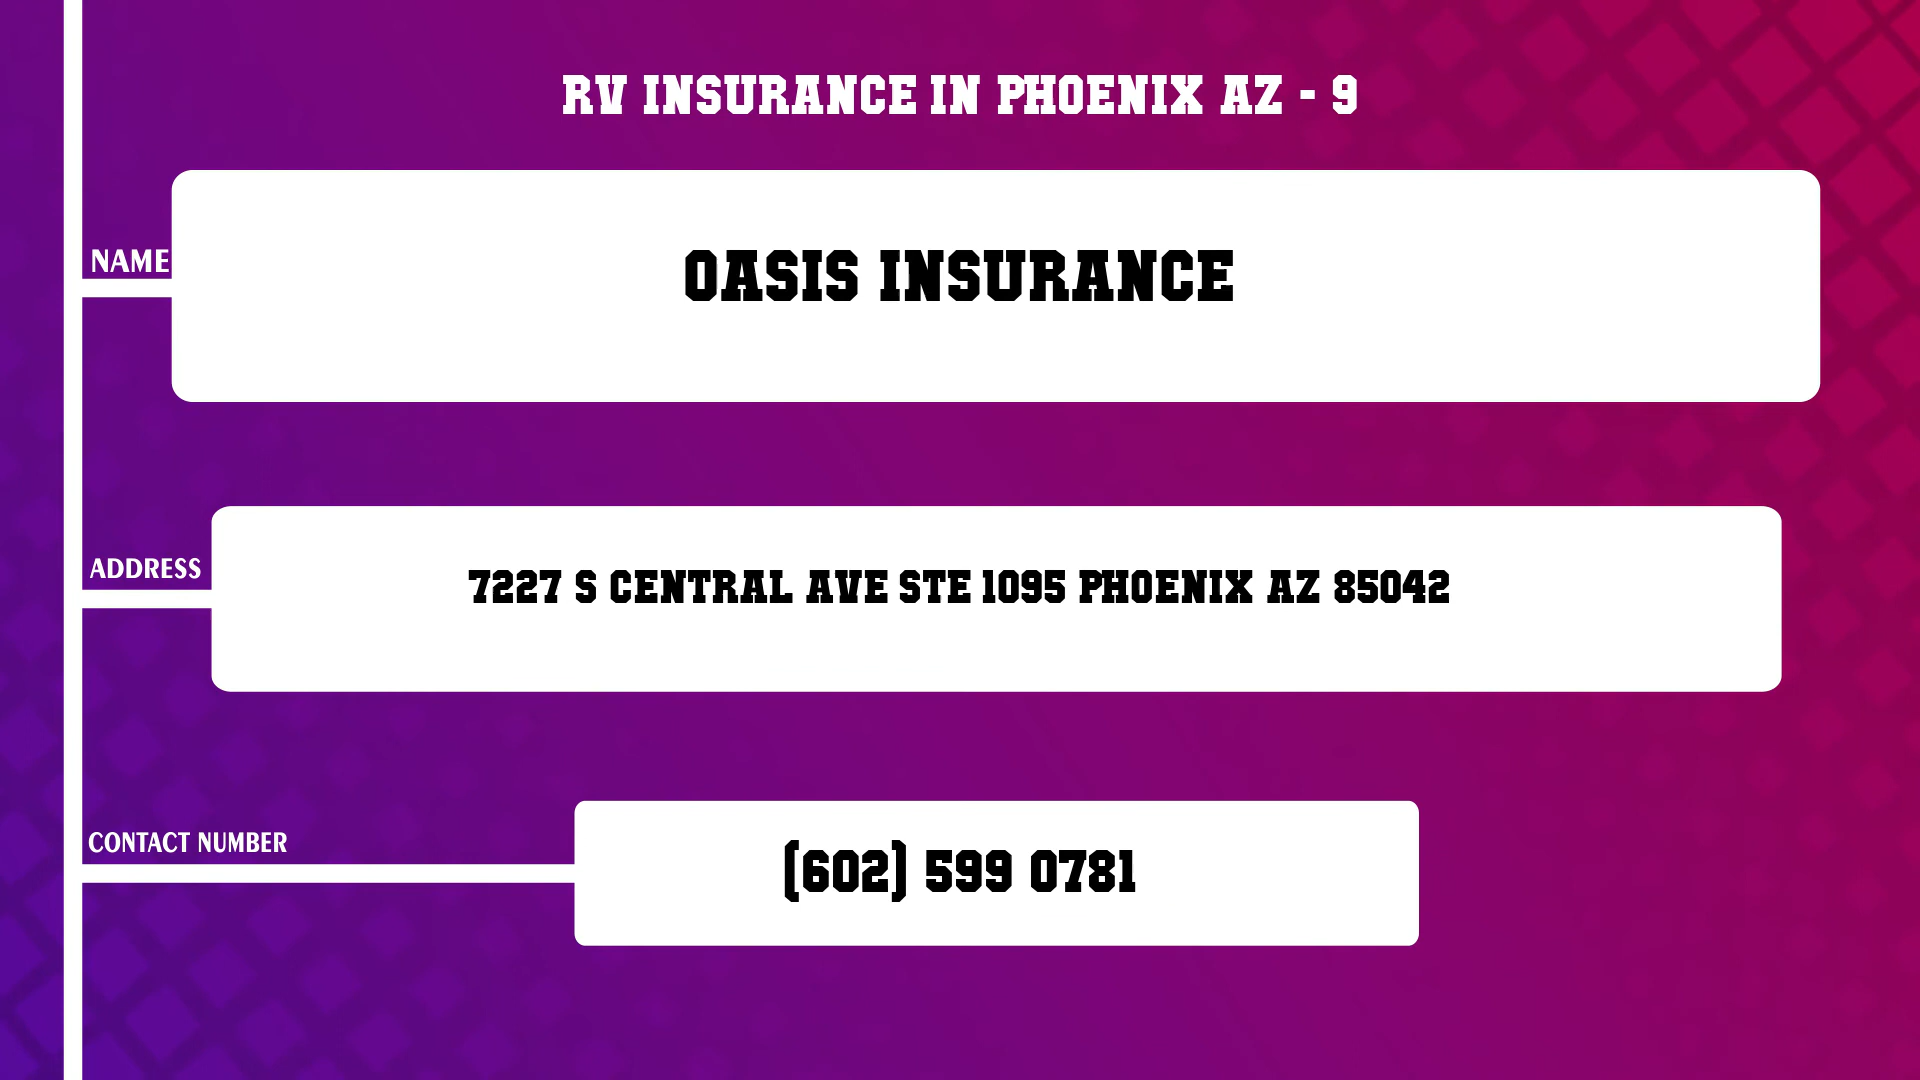 RV INSURANCE IN PHOENIX AZ - 9
NAME
OASIS INSURANCE
ADDRESS
7227 S CENTRAL AVE STE 1095 PHOENIX AZ 85042
CONTACT NUMBER
(602) 599 0781